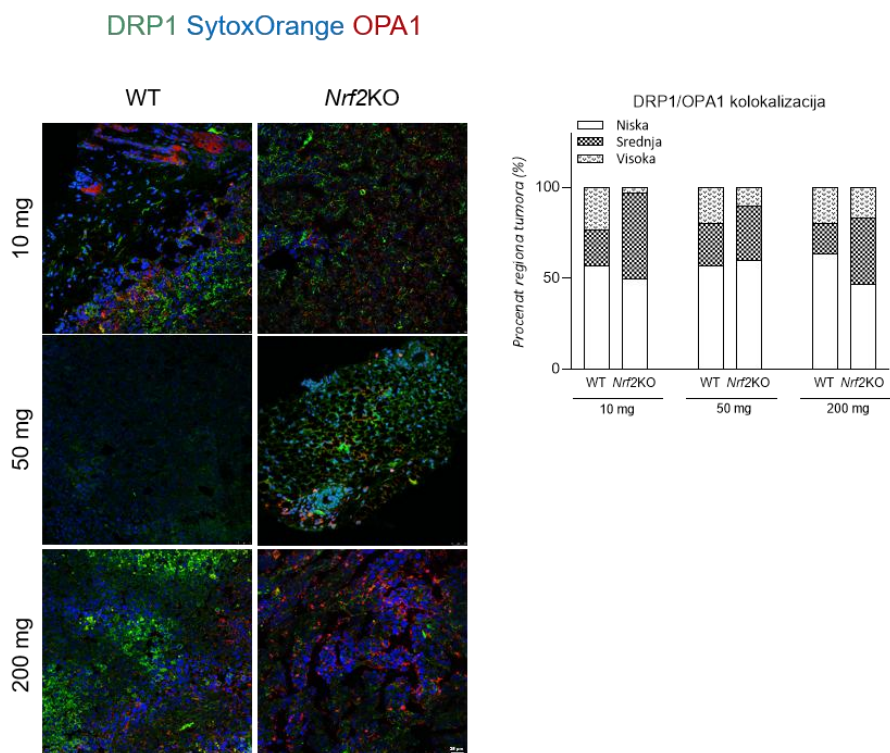 DRP1 SytoxOrange OPA1
WT Nrf2KO
10 mg
50 mg
200 mg
DRP1/OPA1 kolokalizacija
Niska
Srednja
Visoka
Procenat regiona tumora (%)
100
50
0
WT Nrf2KO WT Nrf2KO WT Nrf2KO
10 mg 50 mg 200 mg